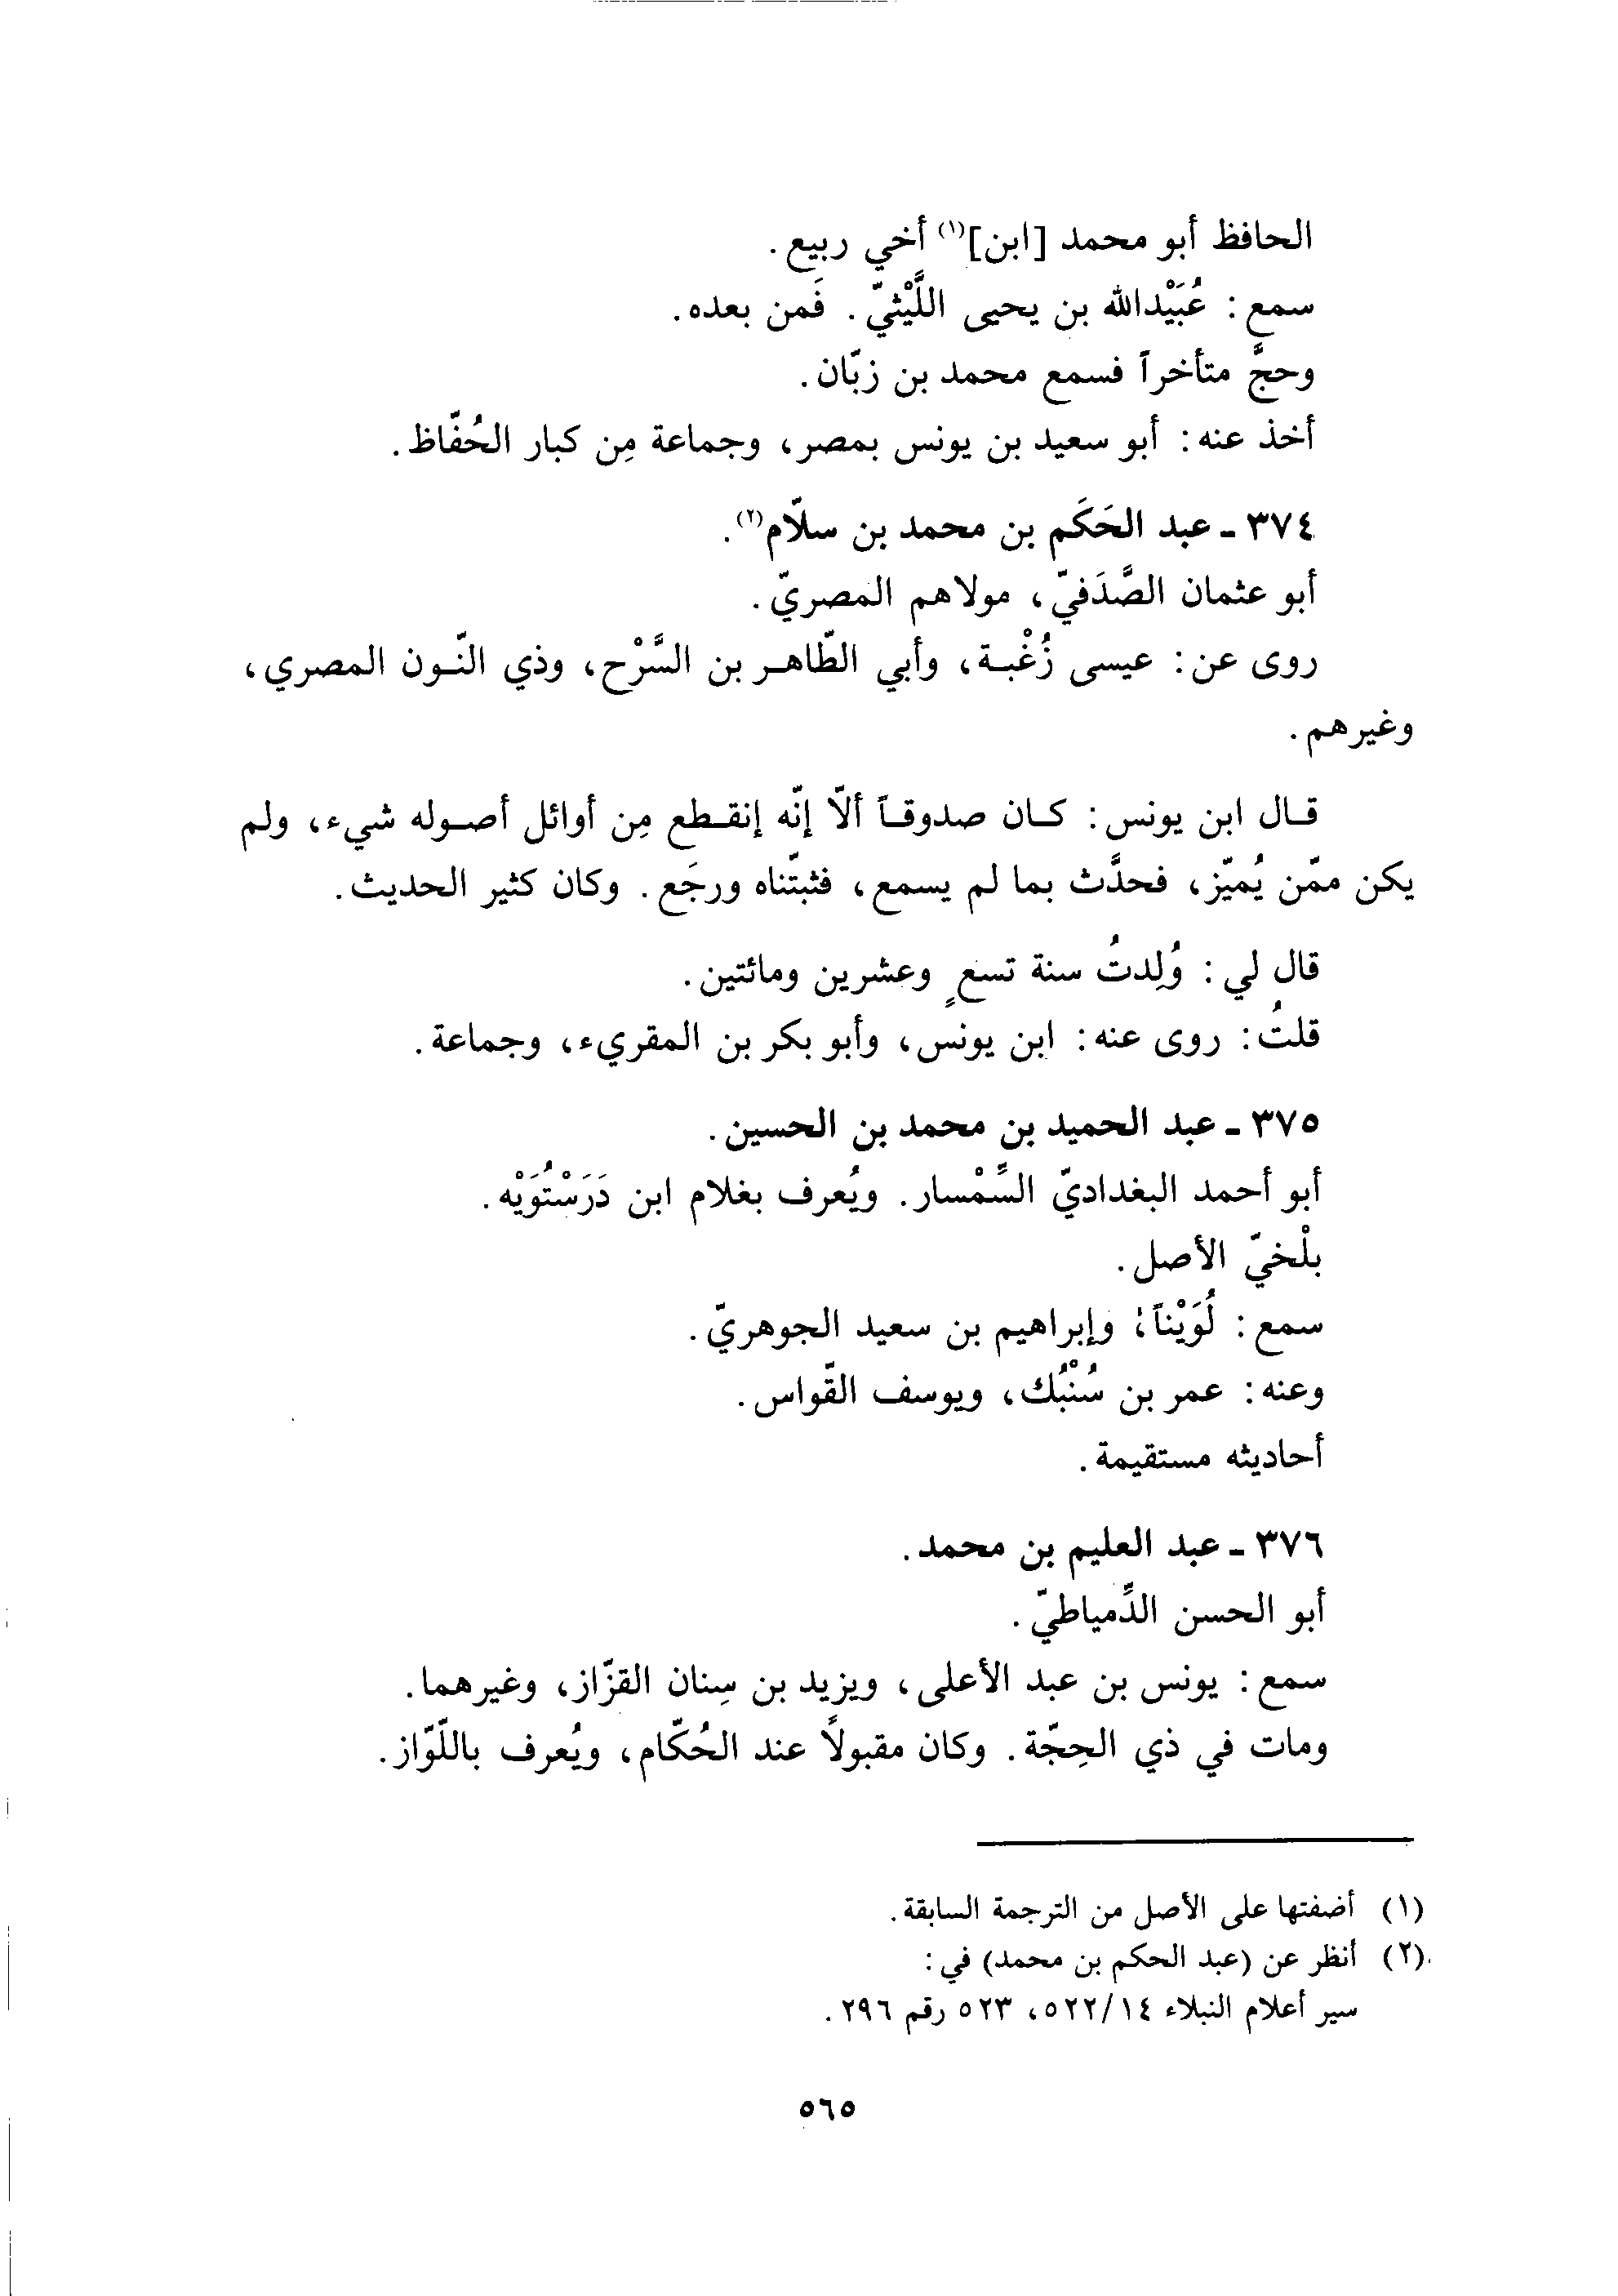 الحافظ أبو محمد [ابن]⁽¹⁾ أخي ربيع.
سمع: عُبَيْدالله بن يحيى اللَّيْثيّ. فَمن بعده.
وحجَّ متأخراً فسمع محمد بن زبّان.
أخذ عنه: أبو سعيد بن يونس بمصر، وجماعة مِن كبار الحُفّاظ.
٣٧٤ - عبد الحَكَم بن محمد بن سلّام⁽٢⁾.
أبو عثمان الصَّدَفيّ، مولاهم المصريّ.
روى عن: عيسى زُغْبة، وأبي الطّاهر بن السَّرْح، وذي النّون المصري،
وغيرهم.
قال ابن يونس: كان صدوقاً ألّا إنّه إنقطع مِن أوائل أصوله شيء، ولم
يكن ممّن يُميّز، فحدَّث بما لم يسمع، فثبتّناه ورجَع. وكان كثير الحديث.
قال لي: وُلِدتُ سنة تسعٍ وعشرين ومائتين.
قلتُ: روى عنه: ابن يونس، وأبو بكر بن المقريء، وجماعة.
٣٧٥ - عبد الحميد بن محمد بن الحسين.
أبو أحمد البغداديّ السَّمْسار. ويُعرف بغلام ابن دَرَسْتُوَيْه.
بلْخيّ الأصل.
سمع: لُوَيْناً، وإبراهيم بن سعيد الجوهريّ.
وعنه: عمر بن سُنْبُك، ويوسف القّواس.
أحاديثه مستقيمة.
٣٧٦ - عبد العليم بن محمد.
أبو الحسن الدِّمياطيّ.
سمع: يونس بن عبد الأعلى، ويزيد بن سِنان القزّاز، وغيرهما.
ومات في ذي الحِجّة. وكان مقبولاً عند الحُكّام، ويُعرف باللّوّاز.
(١) أضفتها على الأصل من الترجمة السابقة.
(٢) أنظر عن (عبد الحكم بن محمد) في:
سير أعلام النبلاء ١٤/٥٢٢، ٥٢٣ رقم ٢٩٦.
٥٦٥